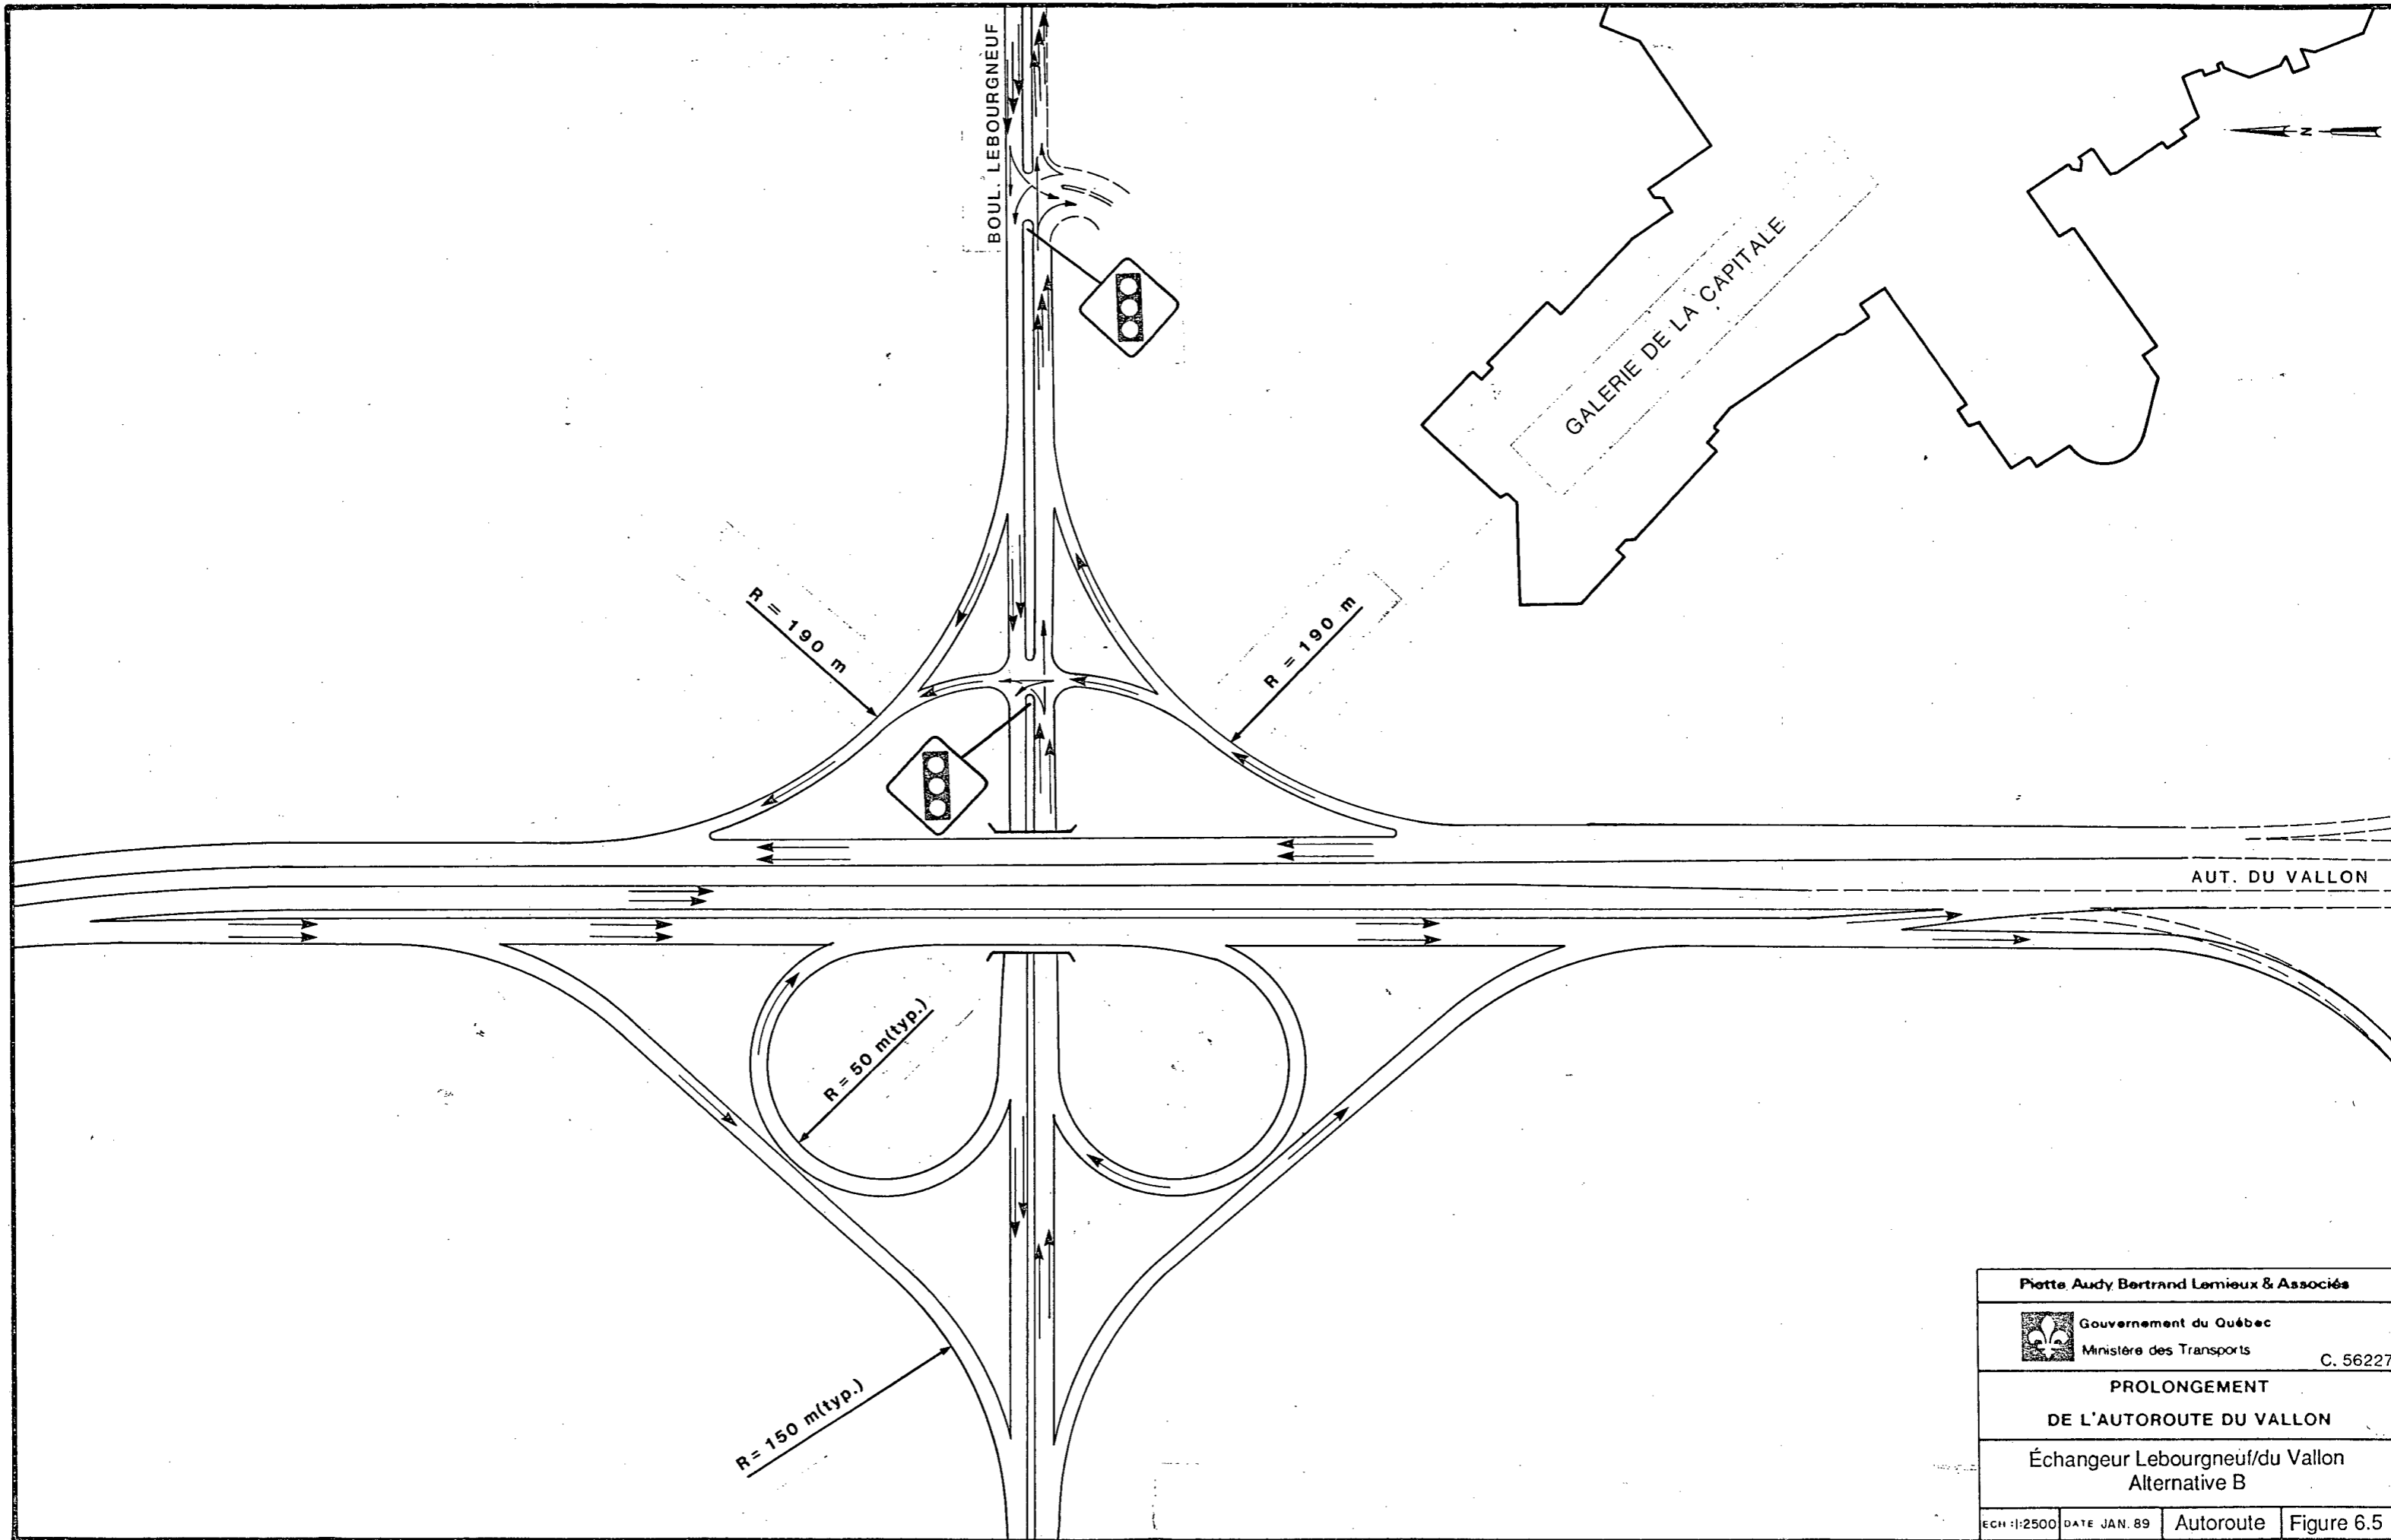 BOUL. LEBOURGNEUF
N
GALERIE DE LA CAPITALE
R = 190 m
R = 190 m
AUT. DU VALLON
R = 50 m(typ.)
R = 150 m(typ.)
Piette, Audy, Bertrand, Lemieux & Associés
Gouvernement du Québec
Ministère des Transports
C. 56227
PROLONGEMENT
DE L'AUTOROUTE DU VALLON
Échangeur Lebourgneuf/du Vallon
Alternative B
ECH :1:2500
DATE JAN. 89
Autoroute
Figure 6.5